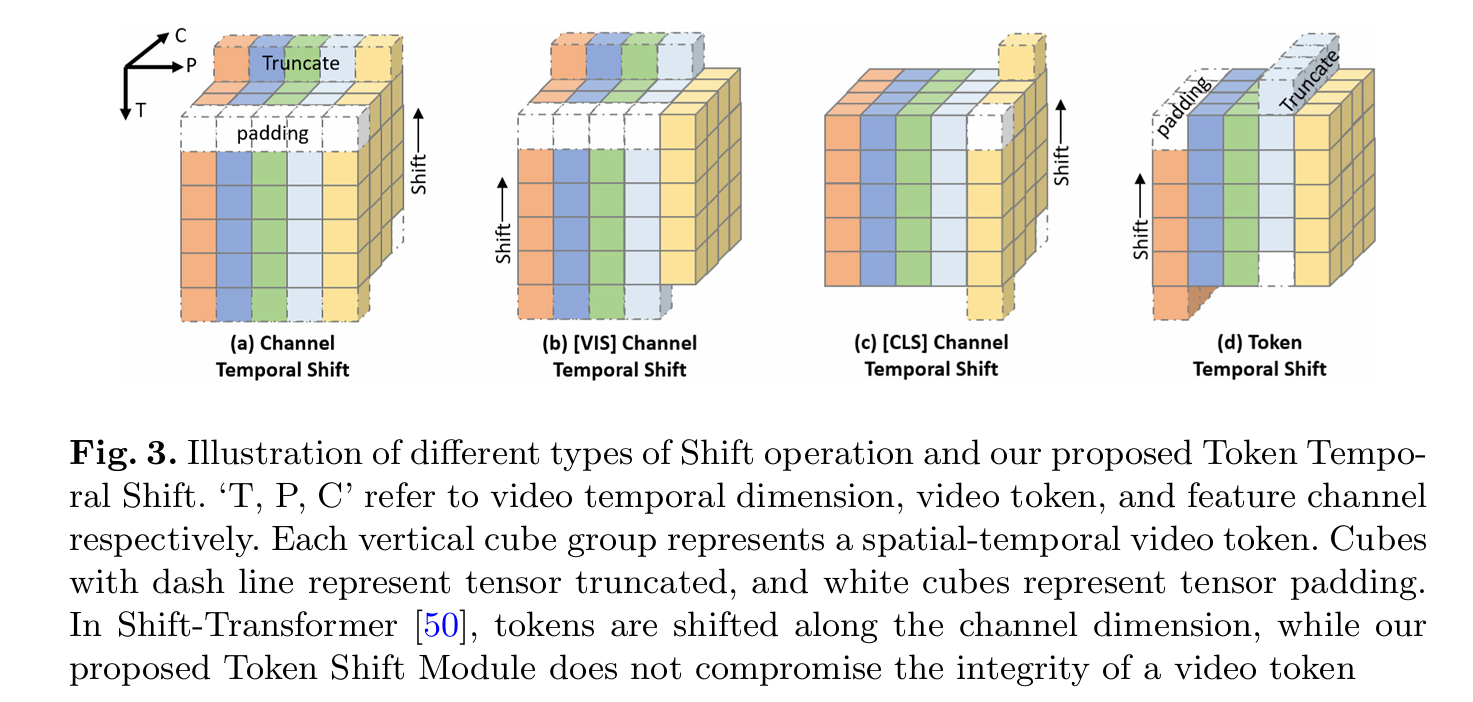 C
P
T
Truncate
padding
Shift
Shift
Shift
padding
Truncate
Shift
(a) Channel
Temporal Shift
(b) [VIS] Channel
Temporal Shift
(c) [CLS] Channel
Temporal Shift
(d) Token
Temporal Shift
Fig. 3. Illustration of different types of Shift operation and our proposed Token Tempo-
ral Shift. ‘T, P, C’ refer to video temporal dimension, video token, and feature channel
respectively. Each vertical cube group represents a spatial-temporal video token. Cubes
with dash line represent tensor truncated, and white cubes represent tensor padding.
In Shift-Transformer [50], tokens are shifted along the channel dimension, while our
proposed Token Shift Module does not compromise the integrity of a video token